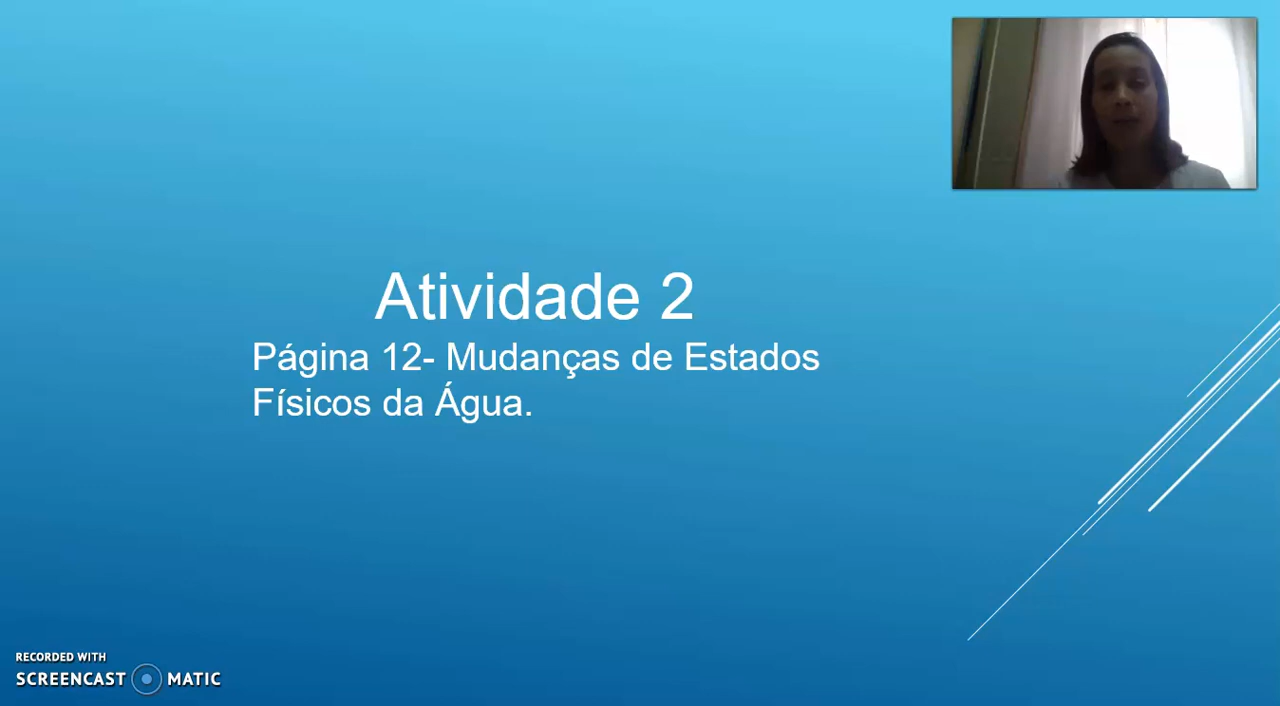 Atividade 2
Página 12- Mudanças de Estados
Físicos da Água.
RECORDED WITH
SCREENCAST MATIC